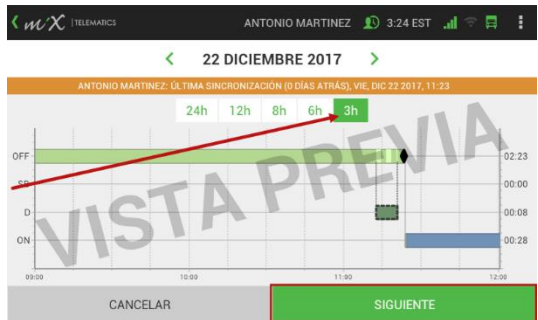 miX | TELEMATICS ANTONIO MARTINEZ 3:24 EST
22 DICIEMBRE 2017
ANTONIO MARTINEZ: ÚLTIMA SINCRONIZACIÓN (0 DÍAS ATRÁS), VIE, DIC 22 2017, 11:23
24h 12h 8h 6h 3h
VISTA PREVIA
OFF 02:23
SB 00:00
D 00:08
ON 00:28
09:00 10:00 11:00 12:00
CANCELAR SIGUIENTE